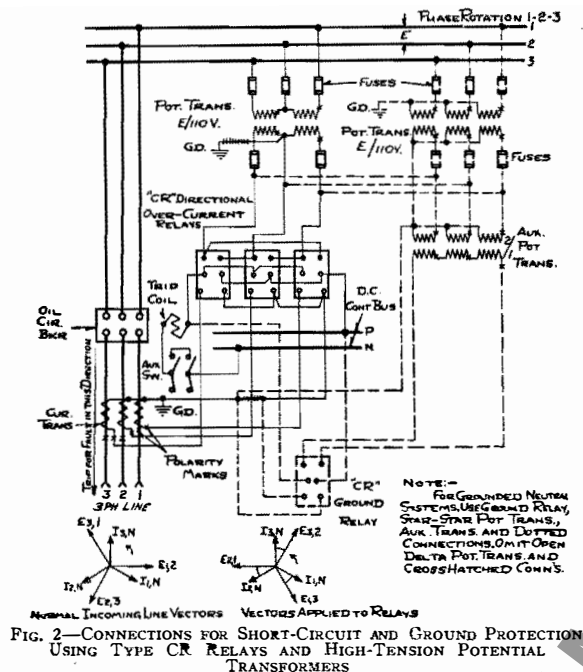 PHASE ROTATION 1-2-3
1
E
2
3
FUSES
POT. TRANS.
E/110V.
GD.
GD.
POT. TRANS.
E/110V.
FUSES
"CR" DIRECTIONAL
OVER-CURRENT
RELAYS
AUX.
POT
TRANS.
2
1
TRIP
COIL
D.C.
CONT BUS
OIL
CIR.
BKR
P
N
AUX
SW.
TRIP FOR FAULT IN THIS DIRECTION
GD.
CUR.
TRANS
POLARITY
MARKS
3 2 1
3 PH LINE
"CR"
GROUND
RELAY
NOTE:-
FOR GROUNDED NEUTRAL
SYSTEMS, USE GROUND RELAY,
STAR-STAR POT TRANS.,
AUX. TRANS. AND DOTTED
CONNECTIONS, OMIT OPEN
DELTA POT. TRANS. AND
CROSSHATCHED CONN'S.
E3,1
I3,N
E1,2
I2,N
I1,N
E2,3
NORMAL INCOMING LINE VECTORS
I3,N
E3,2
E2,1
I2,N
I1,N
E1,3
VECTORS APPLIED TO RELAYS
FIG. 2—CONNECTIONS FOR SHORT-CIRCUIT AND GROUND PROTECTION
USING TYPE CR RELAYS AND HIGH-TENSION POTENTIAL
TRANSFORMERS